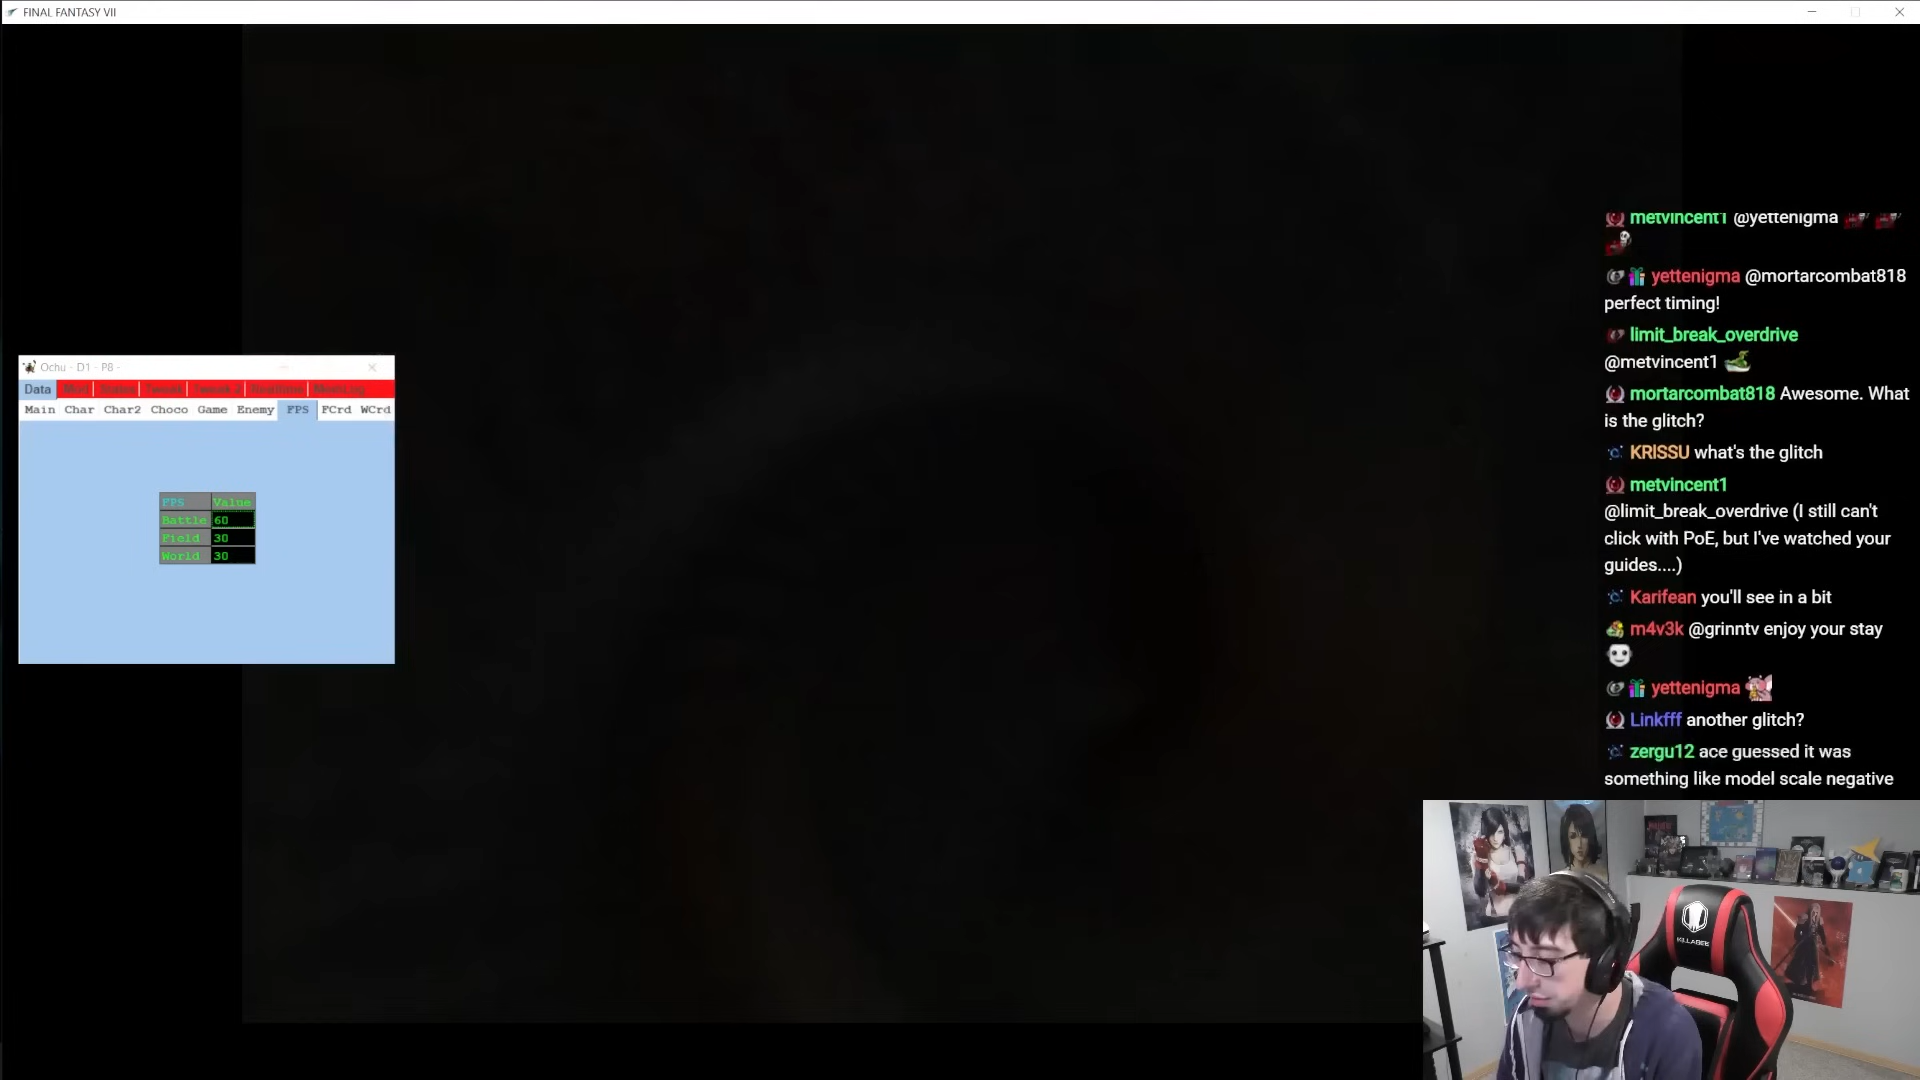 FINAL FANTASY VII
Ochu - D1 - P8 -
Data
Main Char Char2 Choco Game Enemy FPS FCrd WCrd
FPS Value
Battle 60
Field 30
World 30
metvincent1 @yettenigma
yettenigma @mortarcombat818
perfect timing!
limit_break_overdrive
@metvincent1
mortarcombat818 Awesome. What
is the glitch?
KRISSU what's the glitch
metvincent1
@limit_break_overdrive (I still can't
click with PoE, but I've watched your
guides....)
Karifean you'll see in a bit
m4v3k @grinntv enjoy your stay
yettenigma
Linkfff another glitch?
zergu12 ace guessed it was
something like model scale negative
KILLABEE